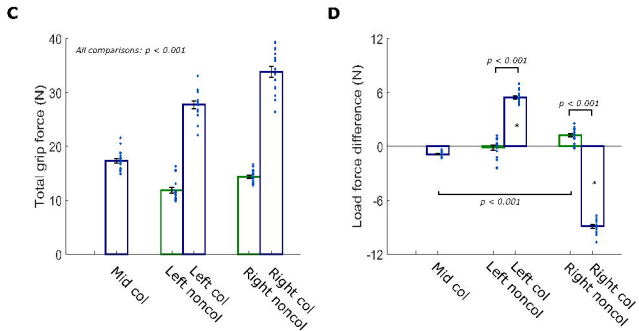 C
All comparisons: p < 0.001
Total grip force (N)
40
30
20
10
0
Mid col
Left noncol
Left col
Right noncol
Right col
D
Load force difference (N)
12
6
0
-6
-12
p < 0.001
p < 0.001
p < 0.001
*
*
Mid col
Left noncol
Left col
Right noncol
Right col